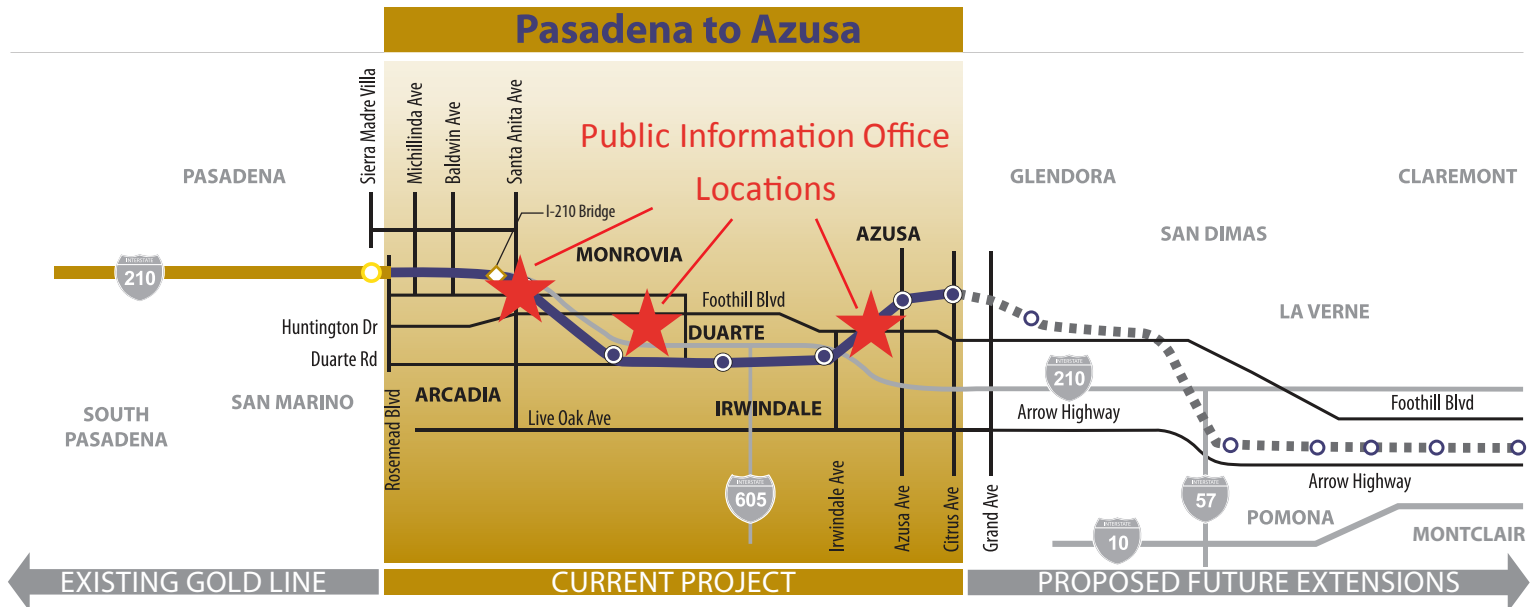 Pasadena to Azusa
Sierra Madre Villa
Michillinda Ave
Baldwin Ave
Santa Anita Ave
Public Information Office
Locations
PASADENA
GLENDORA
CLAREMONT
I-210 Bridge
MONROVIA
AZUSA
SAN DIMAS
INTERSTATE
210
Foothill Blvd
LA VERNE
Huntington Dr
DUARTE
Duarte Rd
INTERSTATE
210
ARCADIA
SAN MARINO
IRWINDALE
Foothill Blvd
SOUTH
PASADENA
Live Oak Ave
Arrow Highway
Rosemead Blvd
Arrow Highway
INTERSTATE
605
Irwindale Ave
Azusa Ave
Citrus Ave
Grand Ave
INTERSTATE
57
POMONA
INTERSTATE
10
MONTCLAIR
EXISTING GOLD LINE
CURRENT PROJECT
PROPOSED FUTURE EXTENSIONS